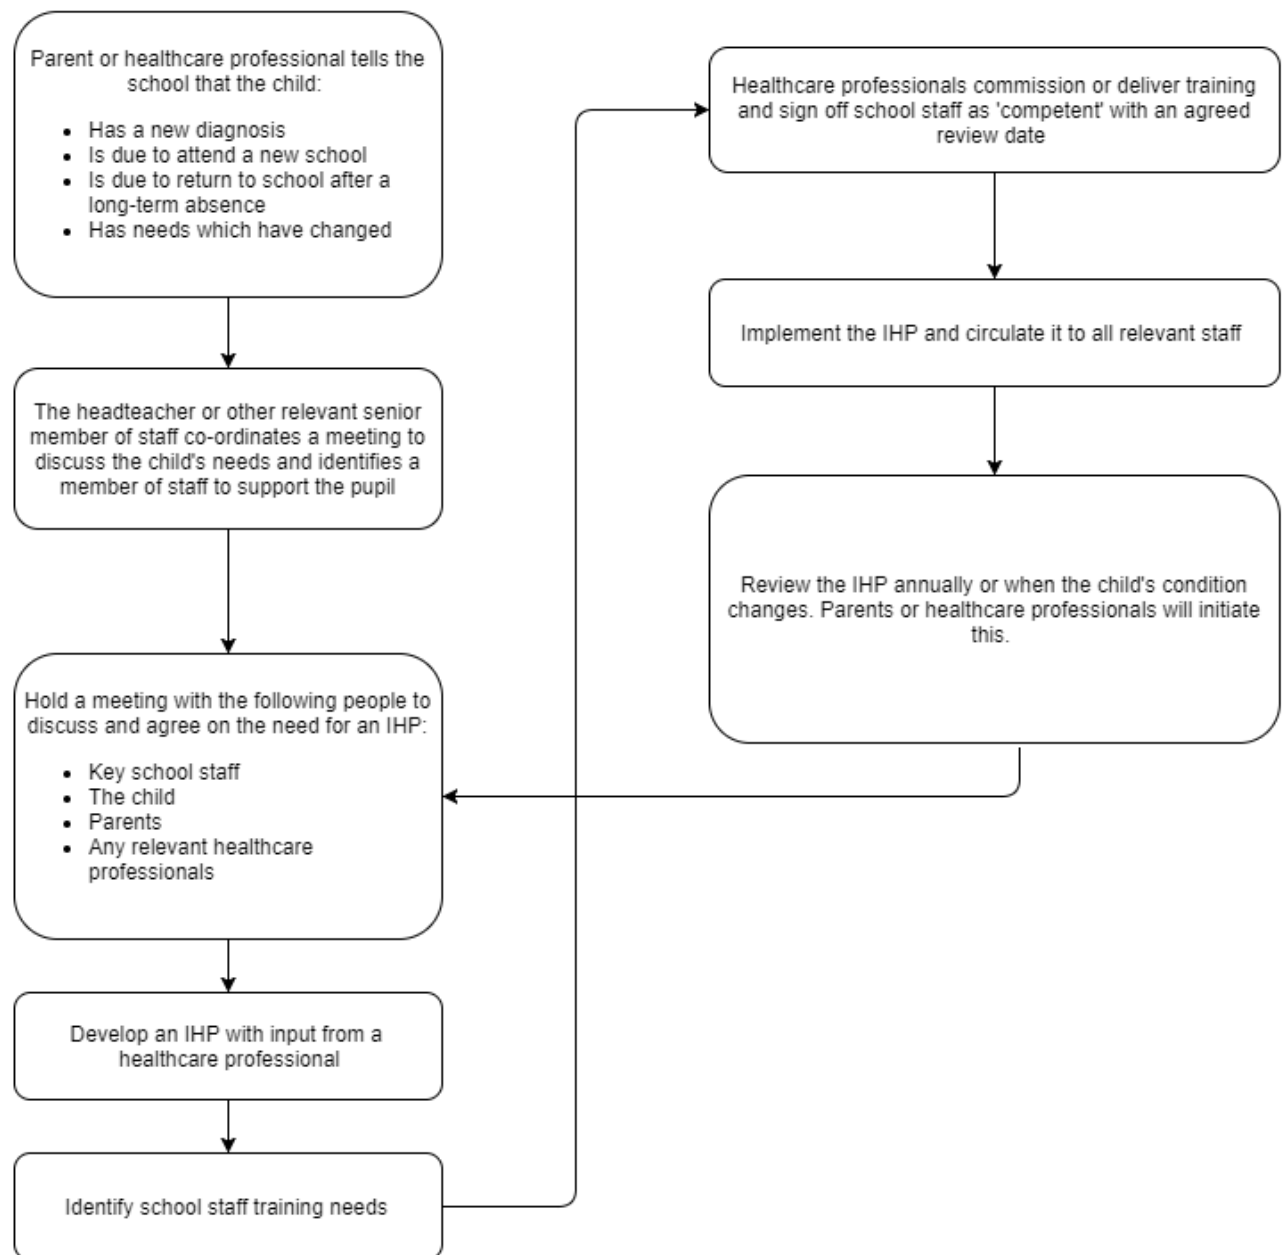 Parent or healthcare professional tells the
school that the child:
• Has a new diagnosis
• Is due to attend a new school
• Is due to return to school after a
long-term absence
• Has needs which have changed
The headteacher or other relevant senior
member of staff co-ordinates a meeting to
discuss the child's needs and identifies a
member of staff to support the pupil
Hold a meeting with the following people to
discuss and agree on the need for an IHP:
• Key school staff
• The child
• Parents
• Any relevant healthcare
professionals
Develop an IHP with input from a
healthcare professional
Identify school staff training needs
Healthcare professionals commission or deliver training
and sign off school staff as 'competent' with an agreed
review date
Implement the IHP and circulate it to all relevant staff
Review the IHP annually or when the child's condition
changes. Parents or healthcare professionals will initiate
this.